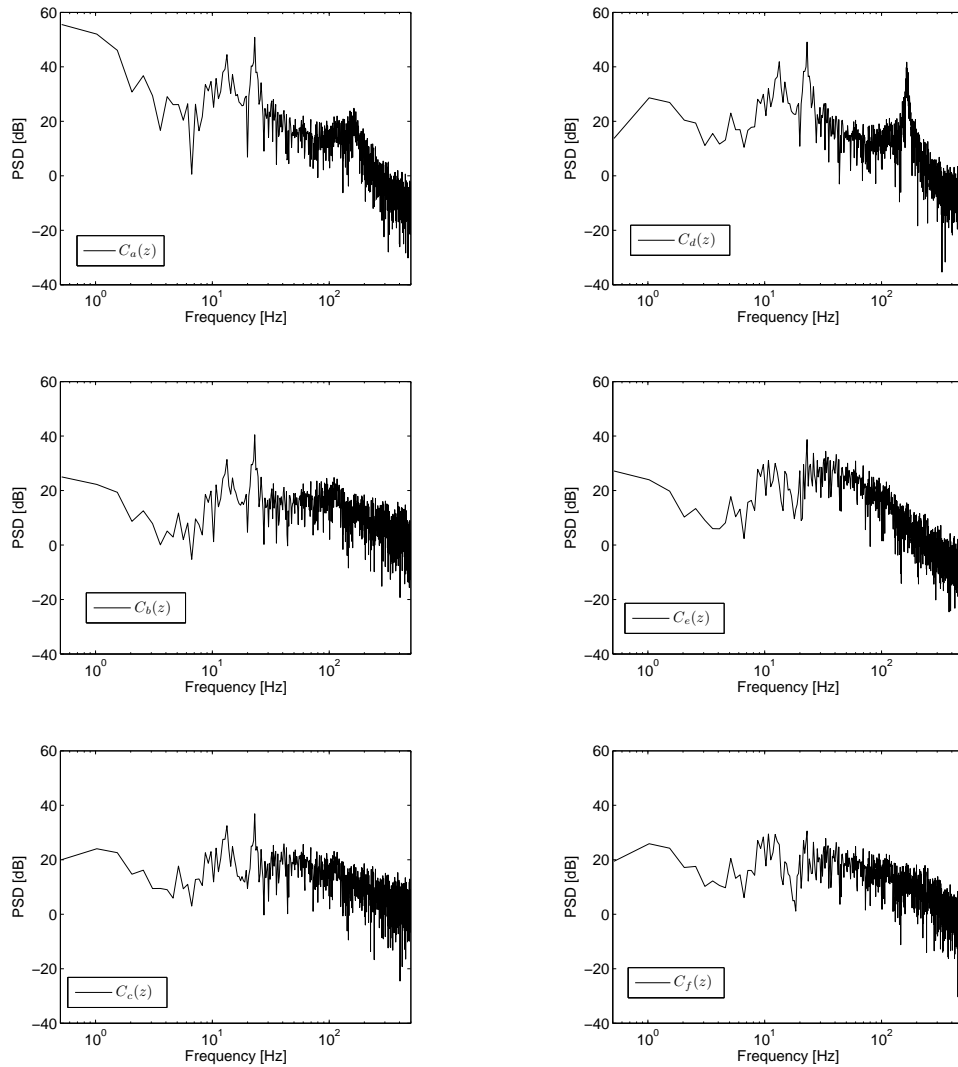 PSD [dB]
60
40
20
0
−20
−40
C_a(z)
10^0 10^1 10^2
Frequency [Hz]
PSD [dB]
60
40
20
0
−20
−40
C_d(z)
10^0 10^1 10^2
Frequency [Hz]
PSD [dB]
60
40
20
0
−20
−40
C_b(z)
10^0 10^1 10^2
Frequency [Hz]
PSD [dB]
60
40
20
0
−20
−40
C_e(z)
10^0 10^1 10^2
Frequency [Hz]
PSD [dB]
60
40
20
0
−20
−40
C_c(z)
10^0 10^1 10^2
Frequency [Hz]
PSD [dB]
60
40
20
0
−20
−40
C_f(z)
10^0 10^1 10^2
Frequency [Hz]